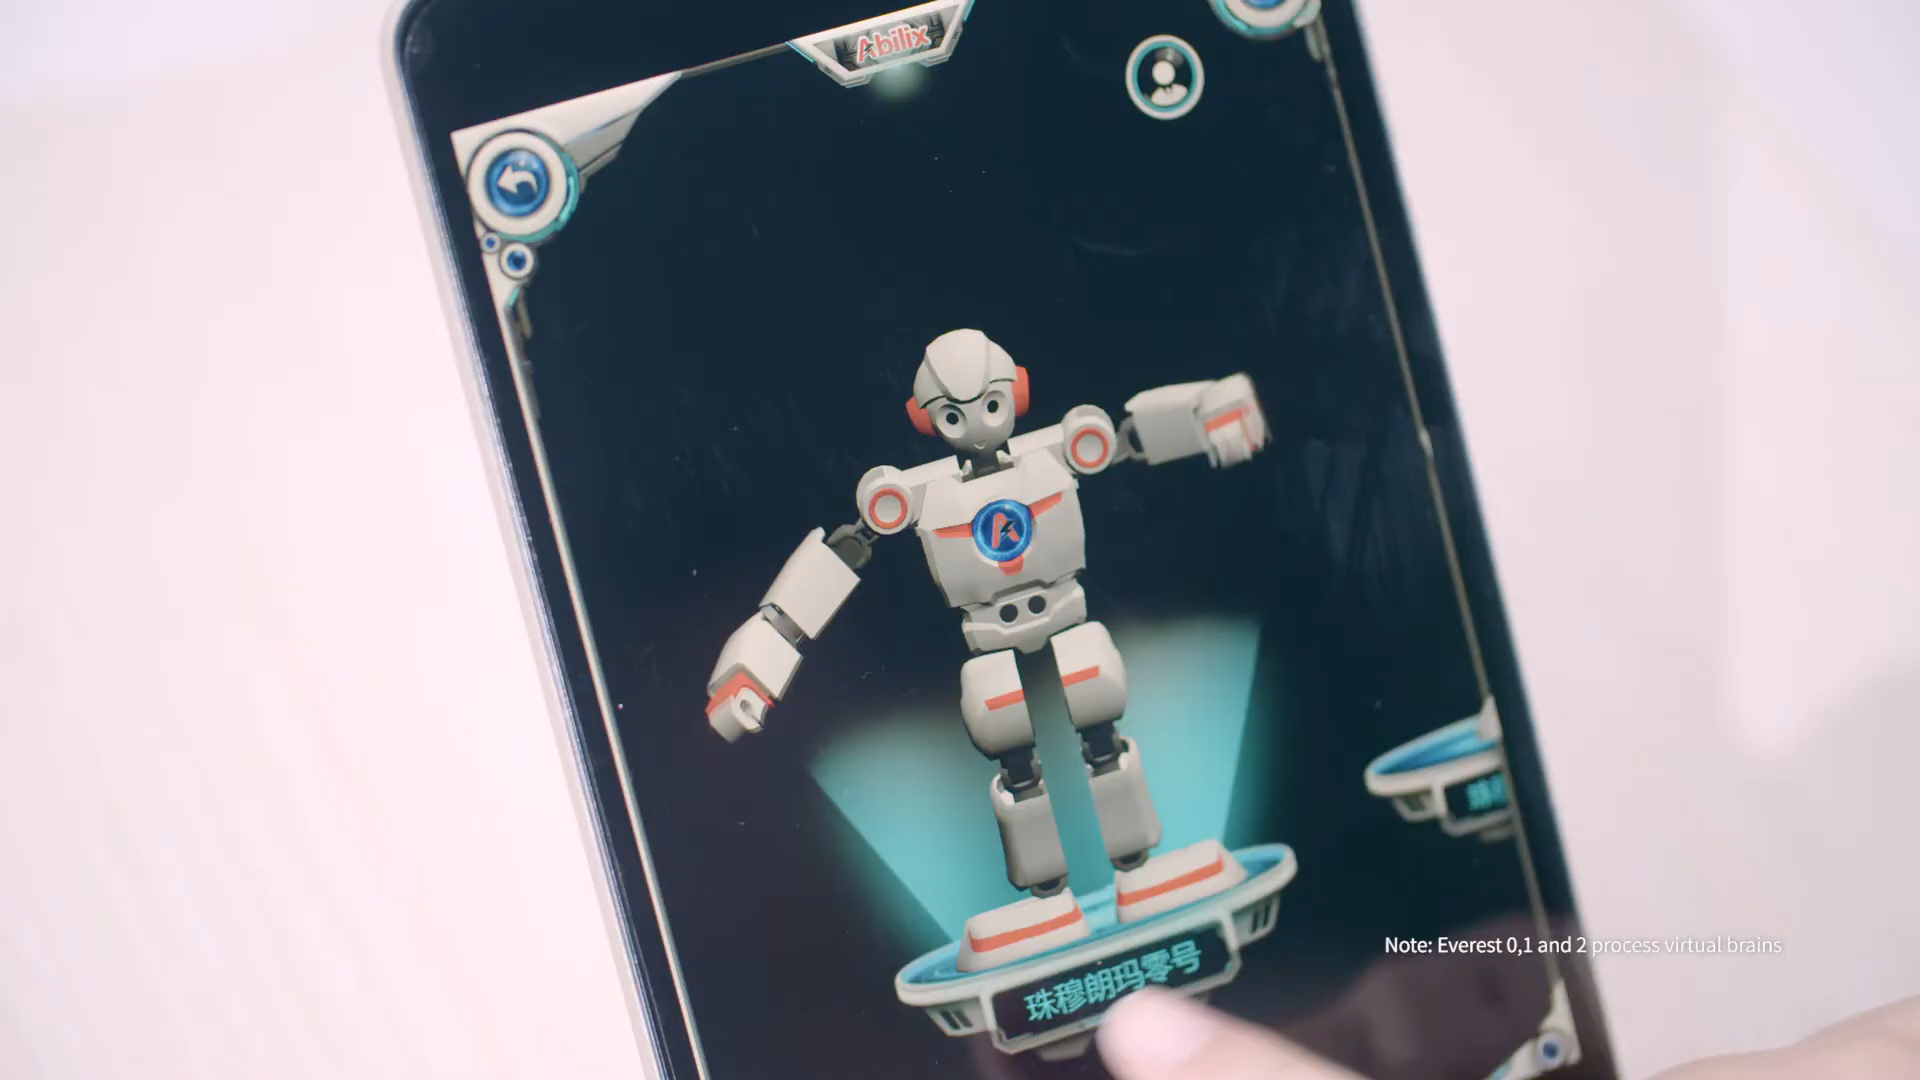 Abilix
珠穆朗玛零号
Note: Everest 0,1 and 2 process virtual brains